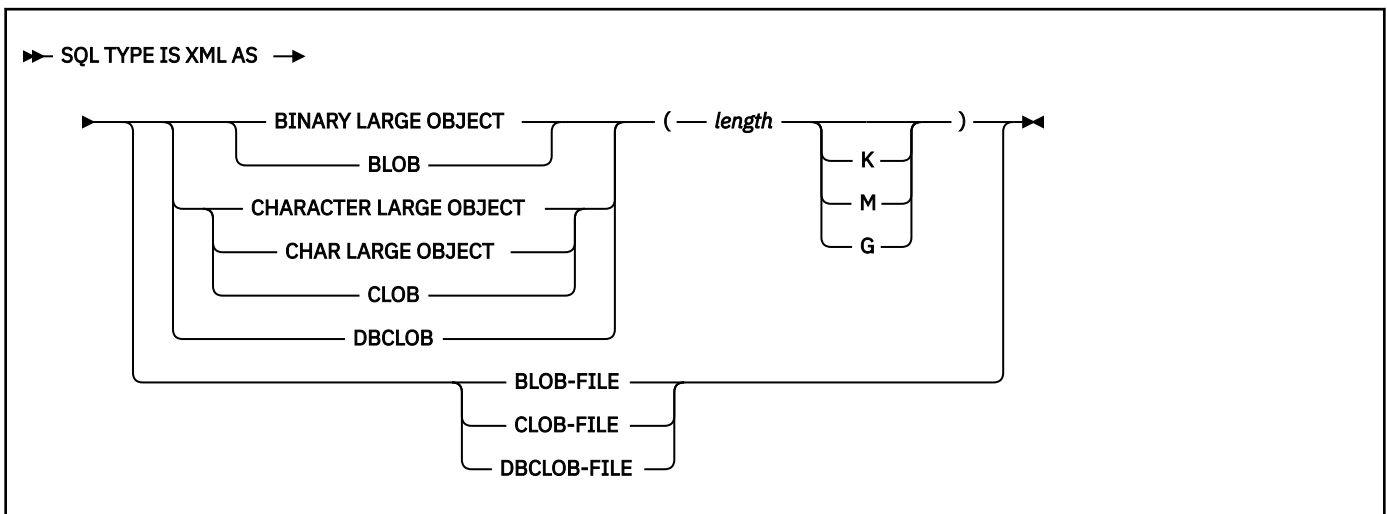 SQL TYPE IS XML AS
BINARY LARGE OBJECT ( length )
BLOB K
CHARACTER LARGE OBJECT M
CHAR LARGE OBJECT G
CLOB
DBCLOB
BLOB-FILE
CLOB-FILE
DBCLOB-FILE